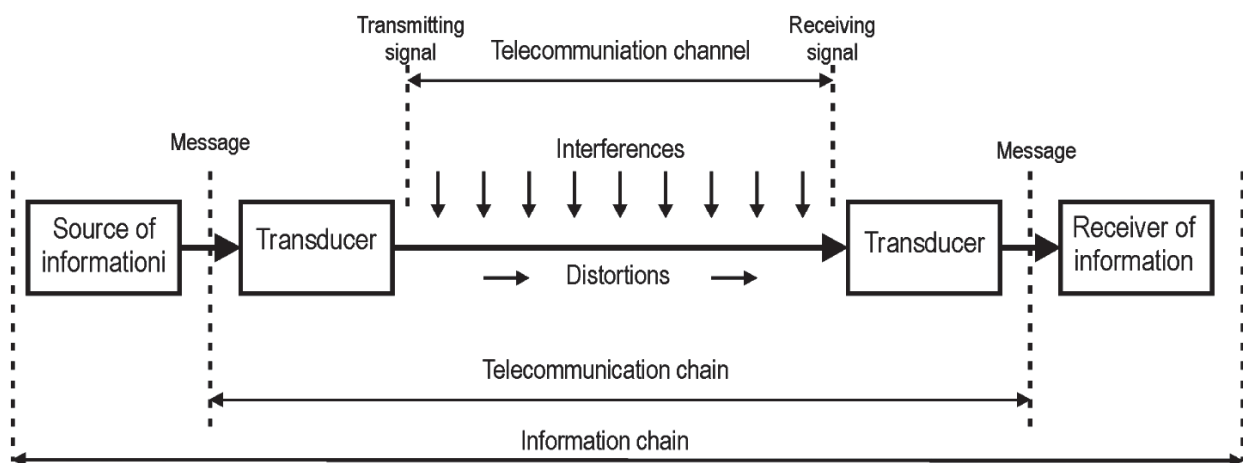 Transmitting
signal
Telecommuniation channel
Receiving
signal
Message
Interferences
Message
Source of
informationi
Transducer
Transducer
Receiver of
information
Distortions
Telecommunication chain
Information chain